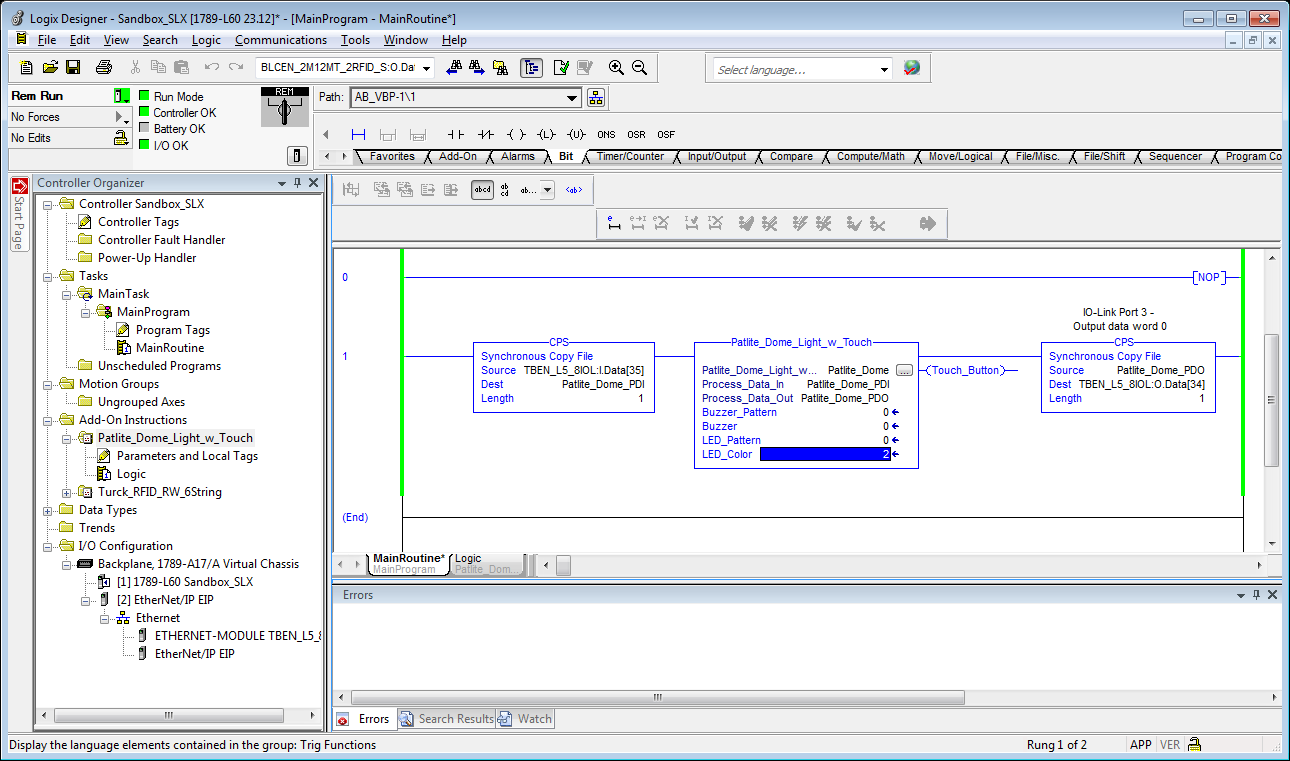 Logix Designer - Sandbox_SLX [1789-L60 23.12]* - [MainProgram - MainRoutine*]
File Edit View Search Logic Communications Tools Window Help
BLCEN_2M12MT_2RFID_S:O.Da
Select language...
Rem Run
No Forces
No Edits
Run Mode
Controller OK
Battery OK
I/O OK
REM
Path: AB_VBP-1\1
ONS OSR OSF
Favorites Add-On Alarms Bit Timer/Counter Input/Output Compare Compute/Math Move/Logical File/Misc. File/Shift Sequencer Program Co
Start Page
Controller Organizer
Controller Sandbox_SLX
Controller Tags
Controller Fault Handler
Power-Up Handler
Tasks
MainTask
MainProgram
Program Tags
MainRoutine
Unscheduled Programs
Motion Groups
Ungrouped Axes
Add-On Instructions
Patlite_Dome_Light_w_Touch
Parameters and Local Tags
Logic
Turck_RFID_RW_6String
Data Types
Trends
I/O Configuration
Backplane, 1789-A17/A Virtual Chassis
[1] 1789-L60 Sandbox_SLX
[2] EtherNet/IP EIP
Ethernet
ETHERNET-MODULE TBEN_L5_8
EtherNet/IP EIP
abcd ab cd ab... <ab>
0
NOP
1
CPS
Synchronous Copy File
Source TBEN_L5_8IOL:I.Data[35]
Dest Patlite_Dome_PDI
Length 1
Patlite_Dome_Light_w_Touch
Patlite_Dome_Light_w... Patlite_Dome ...
Process_Data_In Patlite_Dome_PDI
Process_Data_Out Patlite_Dome_PDO
Buzzer_Pattern 0
Buzzer 0
LED_Pattern 0
LED_Color 2
Touch_Button
IO-Link Port 3 -
Output data word 0
CPS
Synchronous Copy File
Source Patlite_Dome_PDO
Dest TBEN_L5_8IOL:O.Data[34]
Length 1
(End)
MainRoutine*
MainProgram
Logic
Patlite_Dom...
Errors
Errors Search Results Watch
Display the language elements contained in the group: Trig Functions
Rung 1 of 2
APP VER